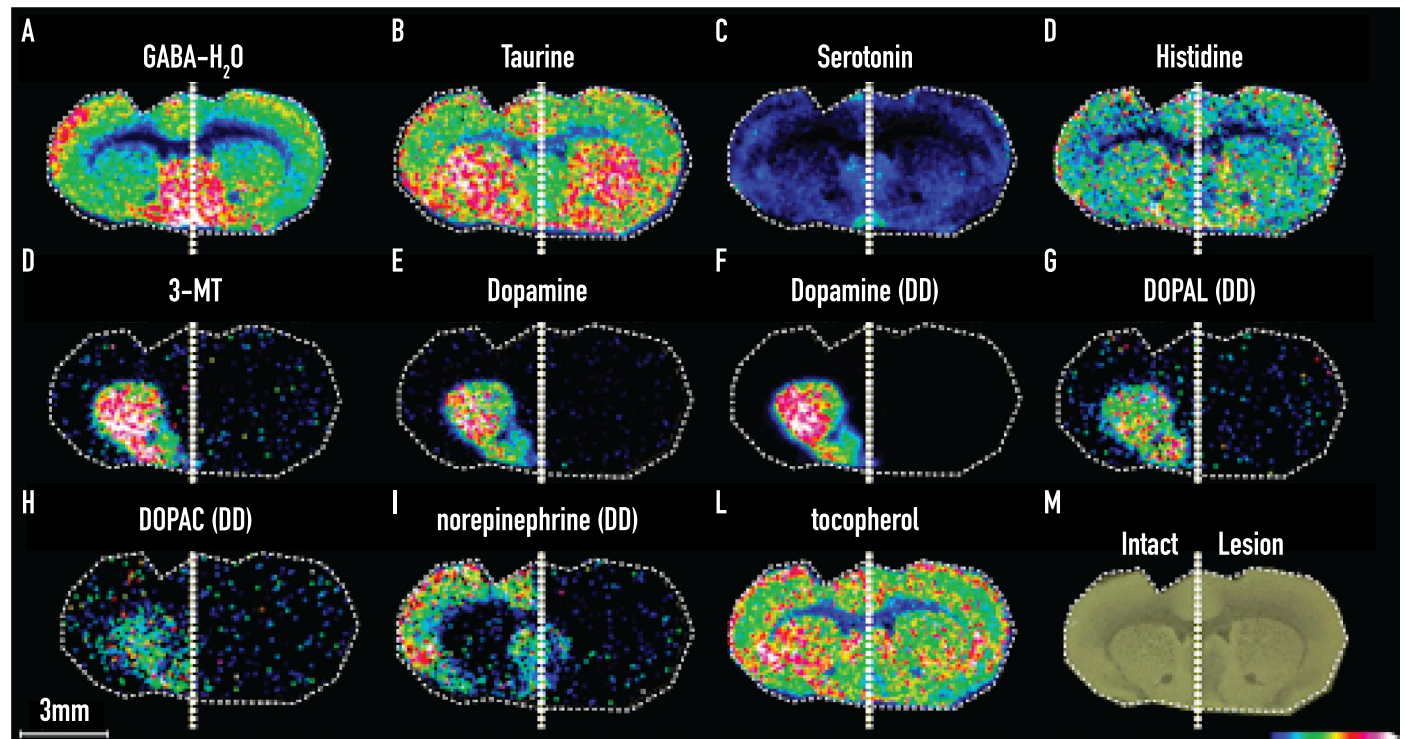 A
GABA-H₂O
B
Taurine
C
Serotonin
D
Histidine
D
3-MT
E
Dopamine
F
Dopamine (DD)
G
DOPAL (DD)
H
DOPAC (DD)
I
norepinephrine (DD)
L
tocopherol
M
Intact
Lesion
3mm